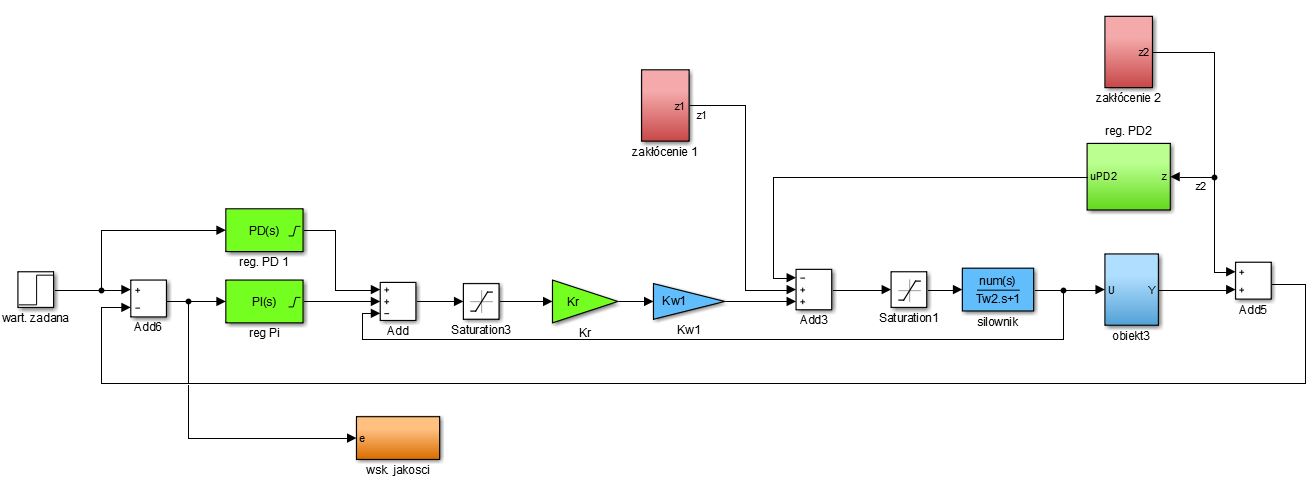 z2
zakłócenie 2
z1
z1
zakłócenie 1
reg. PD2
uPD2
z
z2
PD(s)
reg. PD 1
wart. zadana
+
−
Add6
PI(s)
reg Pi
+
+
−
Add
Saturation3
Kr
Kr
Kw1
Kw1
−
+
+
Add3
Saturation1
num(s)
Tw2.s+1
silownik
U
Y
obiekt3
+
+
Add5
e
wsk. jakosci